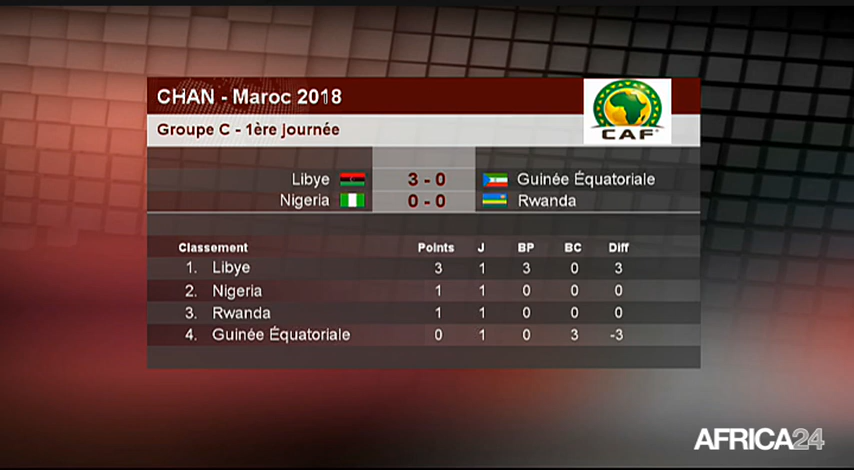 CHAN - Maroc 2018
CAF
Groupe C - 1ère journée
Libye 3 - 0 Guinée Équatoriale
Nigeria 0 - 0 Rwanda
Classement Points J BP BC Diff
1. Libye 3 1 3 0 3
2. Nigeria 1 1 0 0 0
3. Rwanda 1 1 0 0 0
4. Guinée Équatoriale 0 1 0 3 -3
AFRICA24